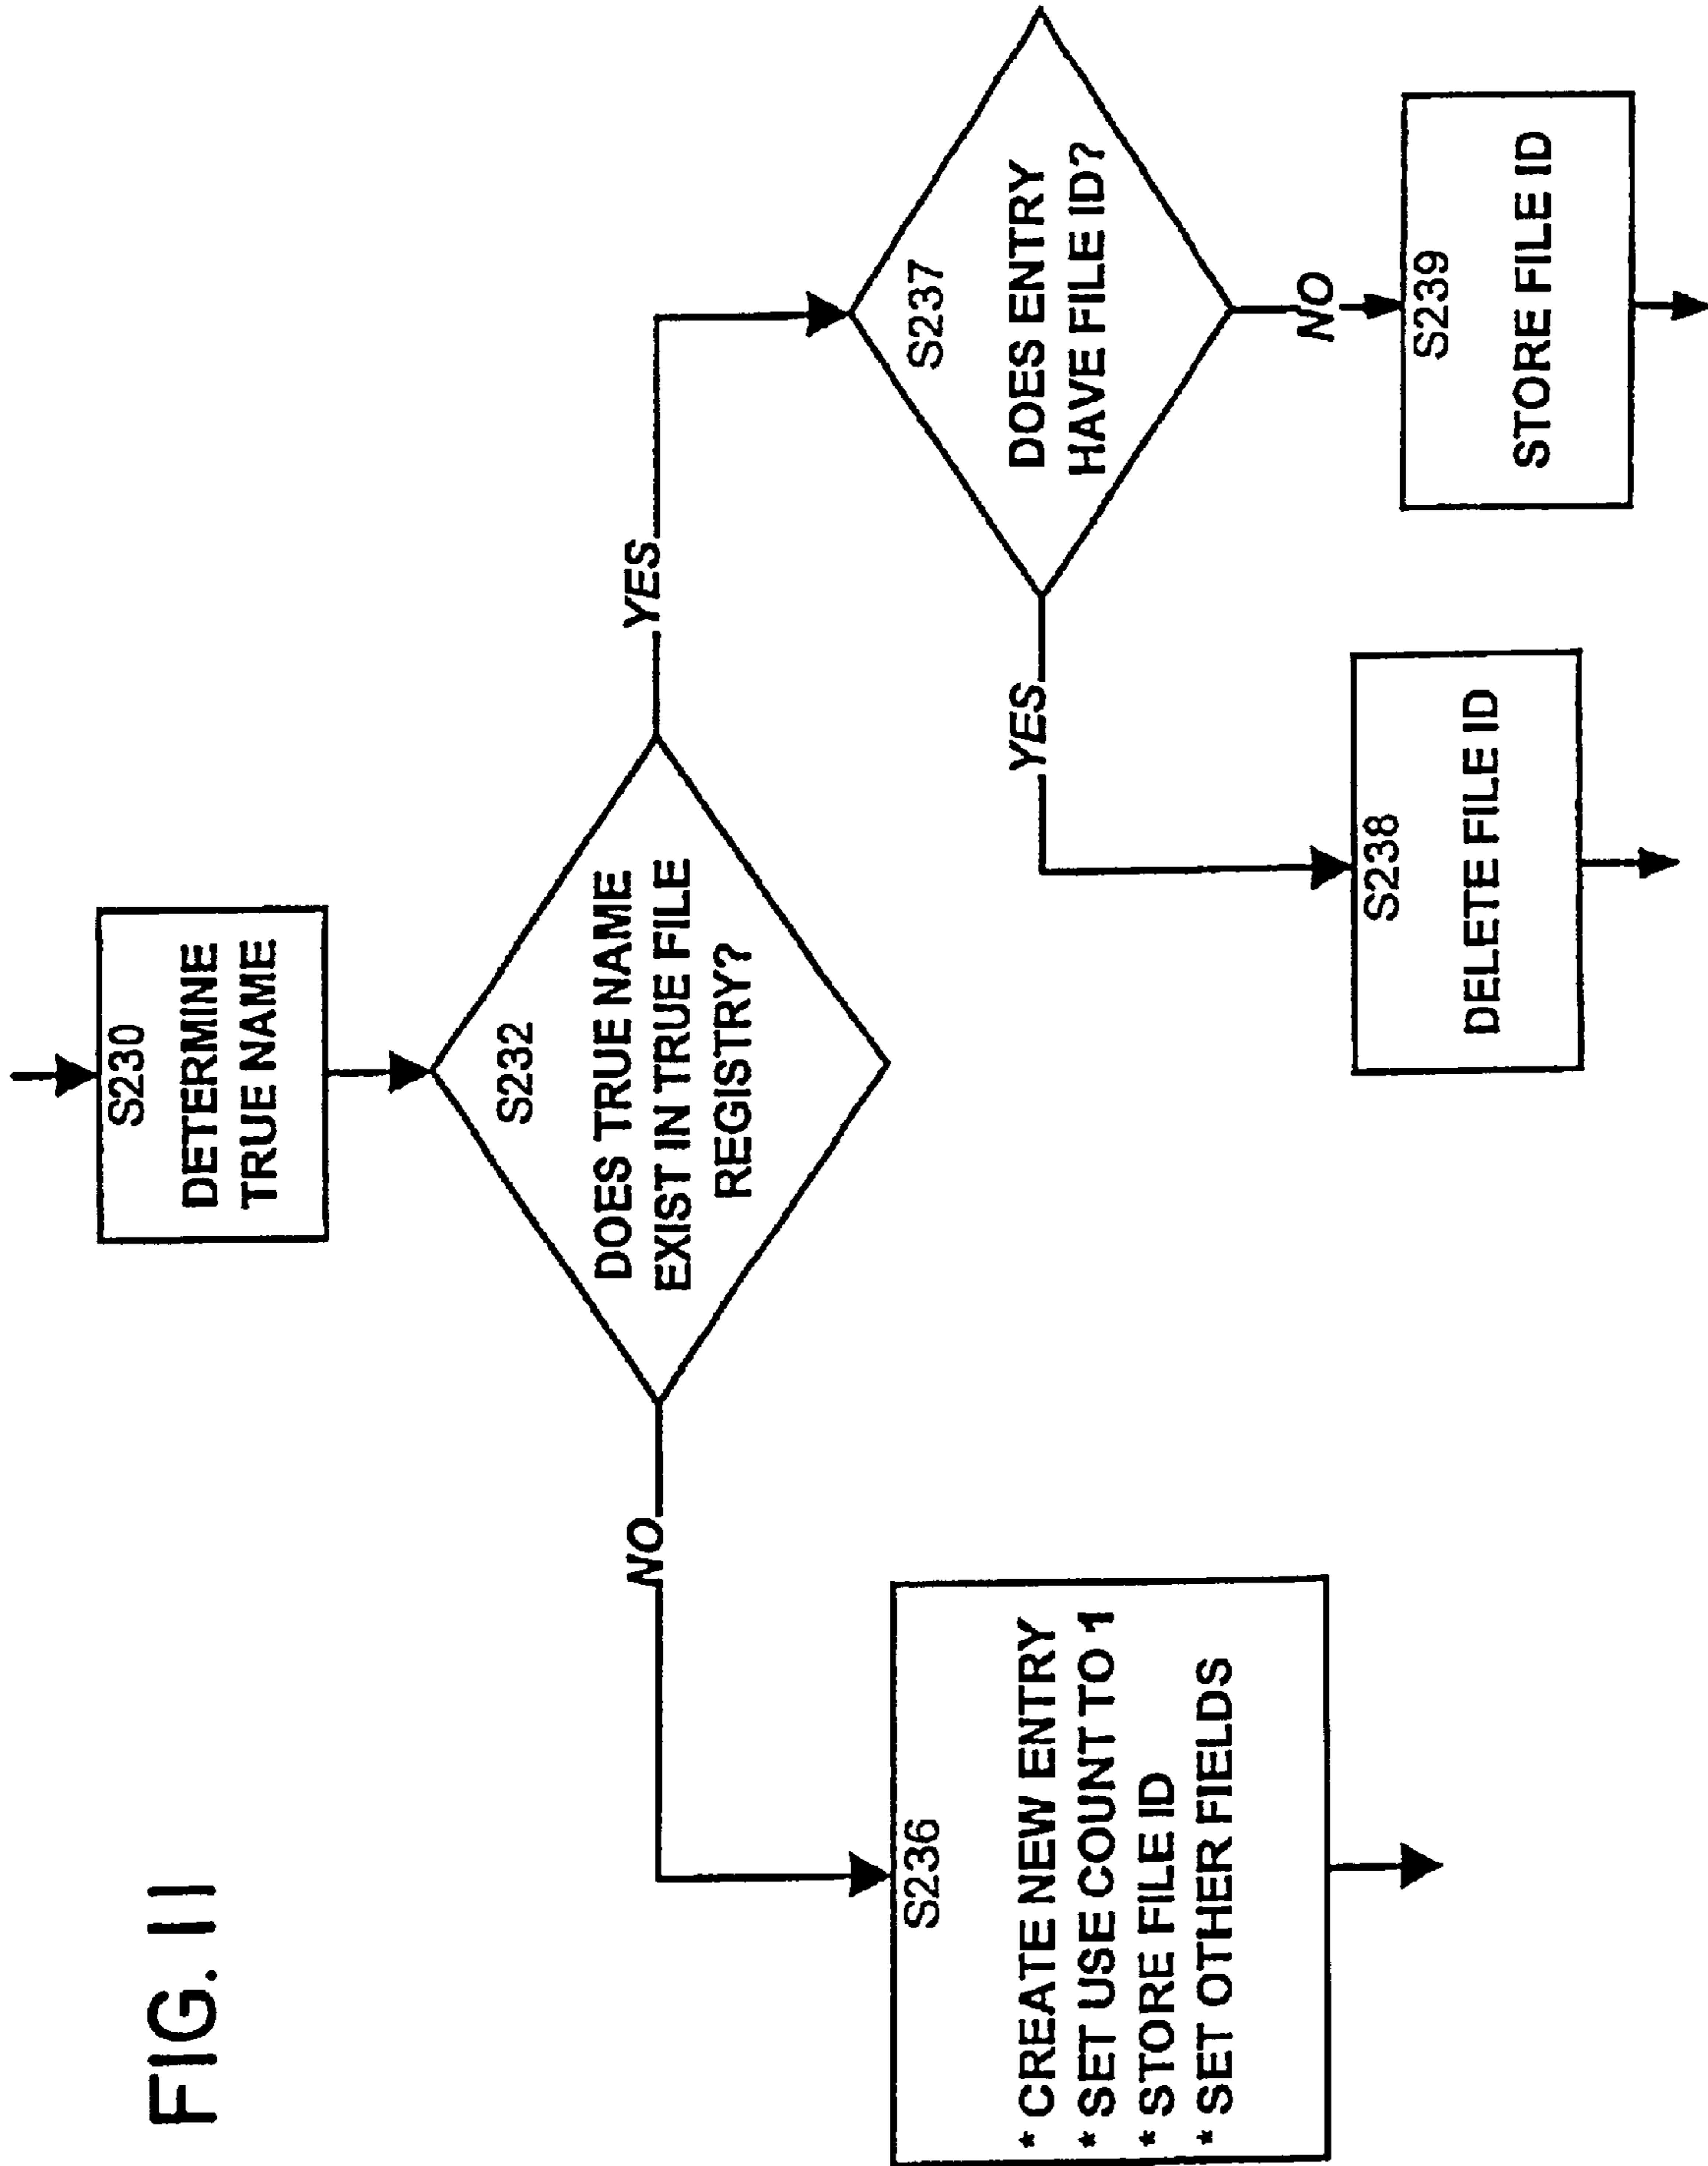 FIG. 11
S230
DETERMINE
TRUE NAME
S232
DOES TRUE NAME
EXIST IN TRUE FILE
REGISTRY?
NO
YES
S236
* CREATE NEW ENTRY
* SET USE COUNT TO 1
* STORE FILE ID
* SET OTHER FIELDS
S237
DOES ENTRY
HAVE FILE ID?
YES
NO
S238
DELETE FILE ID
S239
STORE FILE ID